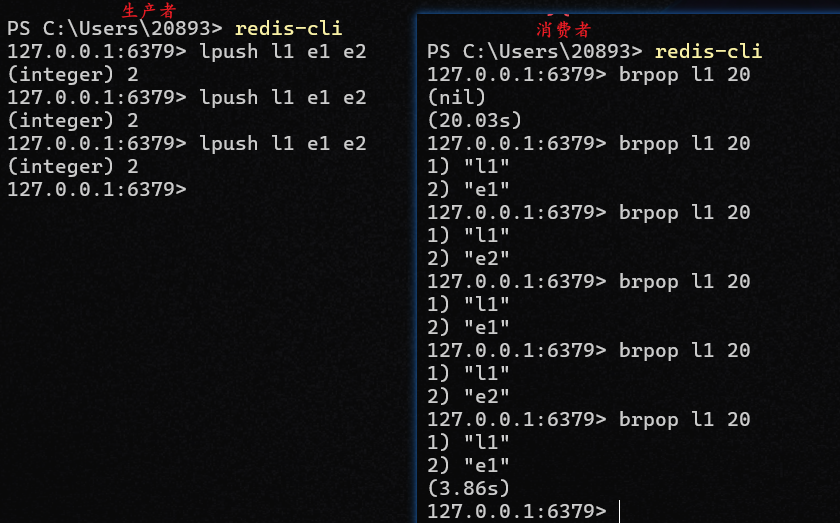 生产者
PS C:\Users\20893> redis-cli
127.0.0.1:6379> lpush l1 e1 e2
(integer) 2
127.0.0.1:6379> lpush l1 e1 e2
(integer) 2
127.0.0.1:6379> lpush l1 e1 e2
(integer) 2
127.0.0.1:6379>
消费者
PS C:\Users\20893> redis-cli
127.0.0.1:6379> brpop l1 20
(nil)
(20.03s)
127.0.0.1:6379> brpop l1 20
1) "l1"
2) "e1"
127.0.0.1:6379> brpop l1 20
1) "l1"
2) "e2"
127.0.0.1:6379> brpop l1 20
1) "l1"
2) "e1"
127.0.0.1:6379> brpop l1 20
1) "l1"
2) "e2"
127.0.0.1:6379> brpop l1 20
1) "l1"
2) "e1"
(3.86s)
127.0.0.1:6379>